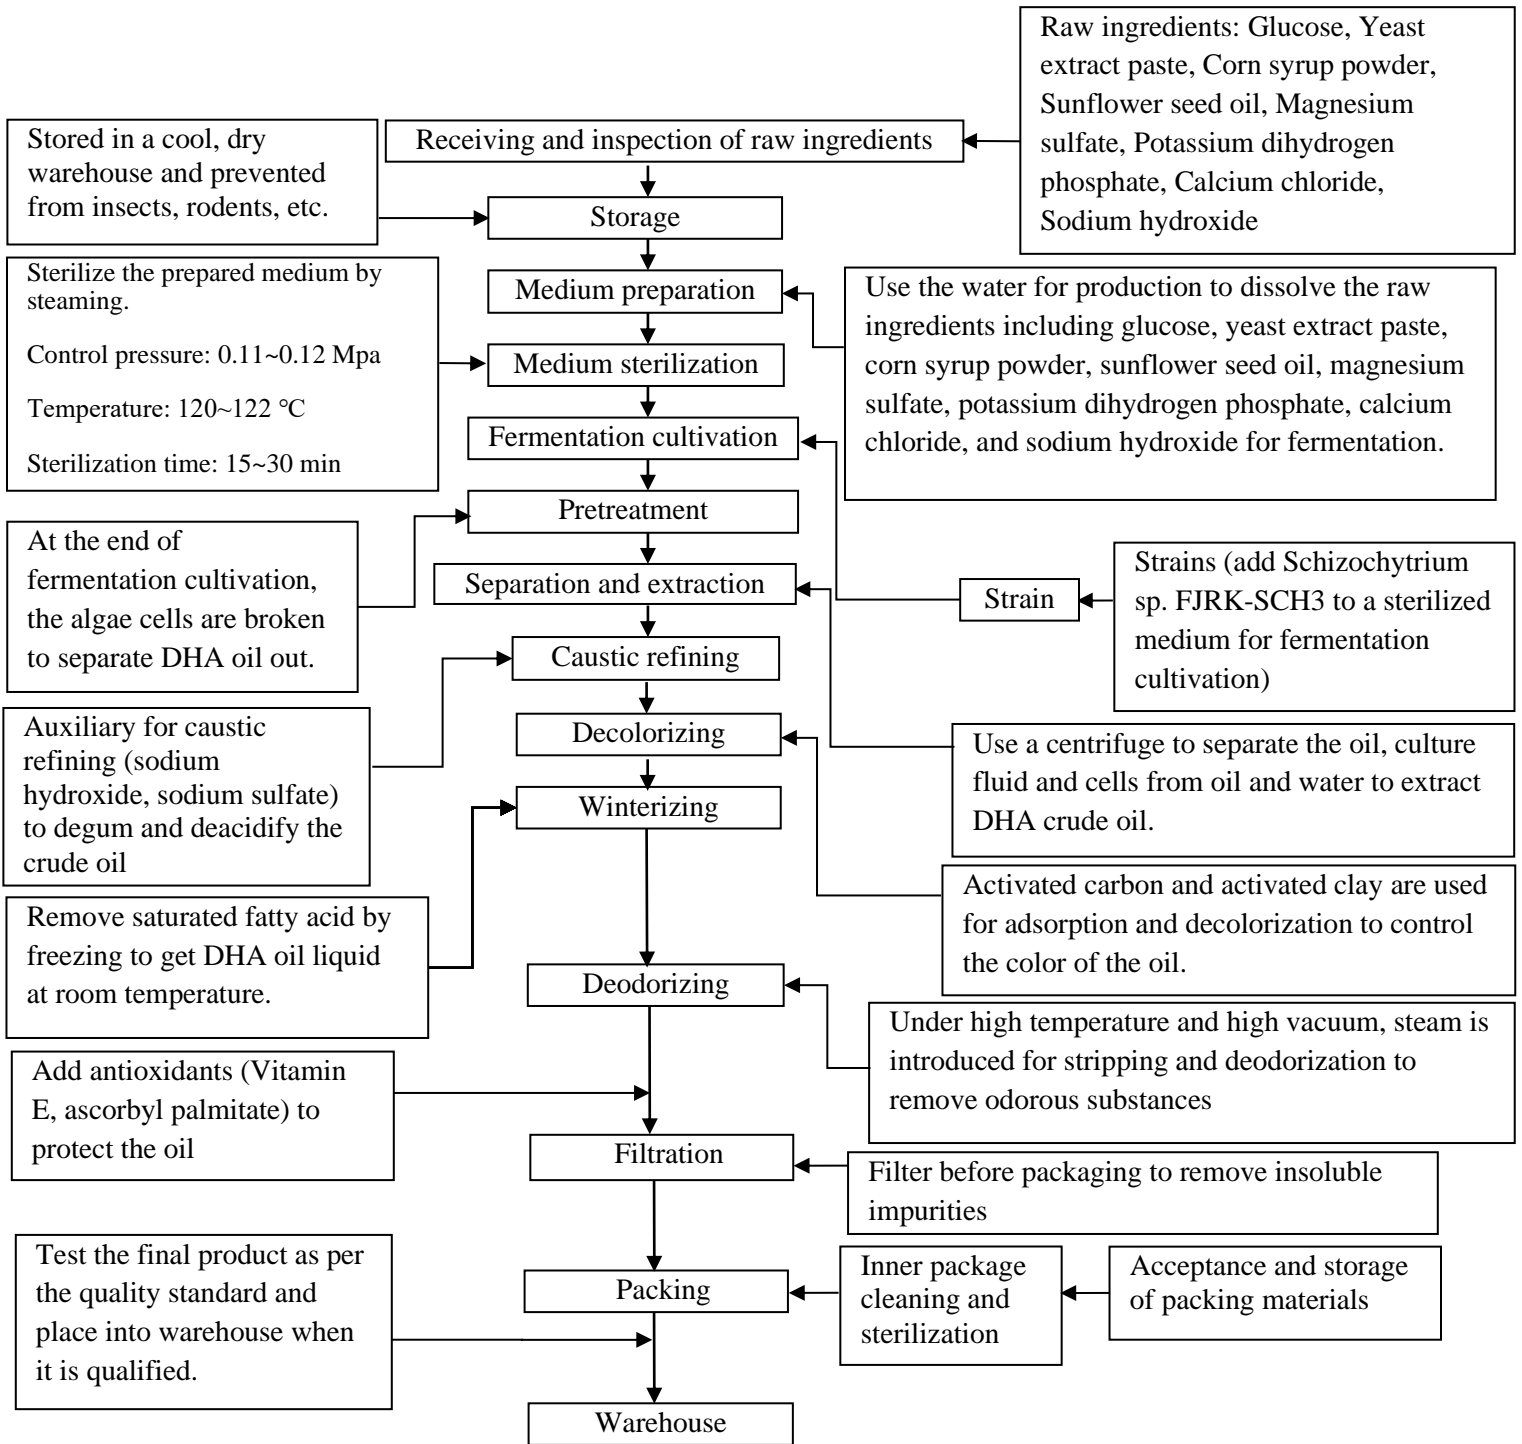 Raw ingredients: Glucose, Yeast
extract paste, Corn syrup powder,
Sunflower seed oil, Magnesium
sulfate, Potassium dihydrogen
phosphate, Calcium chloride,
Sodium hydroxide
Receiving and inspection of raw ingredients
Stored in a cool, dry
warehouse and prevented
from insects, rodents, etc.
Storage
Medium preparation
Use the water for production to dissolve the raw
ingredients including glucose, yeast extract paste,
corn syrup powder, sunflower seed oil, magnesium
sulfate, potassium dihydrogen phosphate, calcium
chloride, and sodium hydroxide for fermentation.
Sterilize the prepared medium by
steaming.
Control pressure: 0.11~0.12 Mpa
Temperature: 120~122 ℃
Sterilization time: 15~30 min
Medium sterilization
Fermentation cultivation
Strain
Strains (add Schizochytrium
sp. FJRK-SCH3 to a sterilized
medium for fermentation
cultivation)
Pretreatment
At the end of
fermentation cultivation,
the algae cells are broken
to separate DHA oil out.
Separation and extraction
Use a centrifuge to separate the oil, culture
fluid and cells from oil and water to extract
DHA crude oil.
Caustic refining
Auxiliary for caustic
refining (sodium
hydroxide, sodium sulfate)
to degum and deacidify the
crude oil
Decolorizing
Activated carbon and activated clay are used
for adsorption and decolorization to control
the color of the oil.
Winterizing
Remove saturated fatty acid by
freezing to get DHA oil liquid
at room temperature.
Deodorizing
Under high temperature and high vacuum, steam is
introduced for stripping and deodorization to
remove odorous substances
Add antioxidants (Vitamin
E, ascorbyl palmitate) to
protect the oil
Filtration
Filter before packaging to remove insoluble
impurities
Packing
Inner package
cleaning and
sterilization
Acceptance and storage
of packing materials
Test the final product as per
the quality standard and
place into warehouse when
it is qualified.
Warehouse